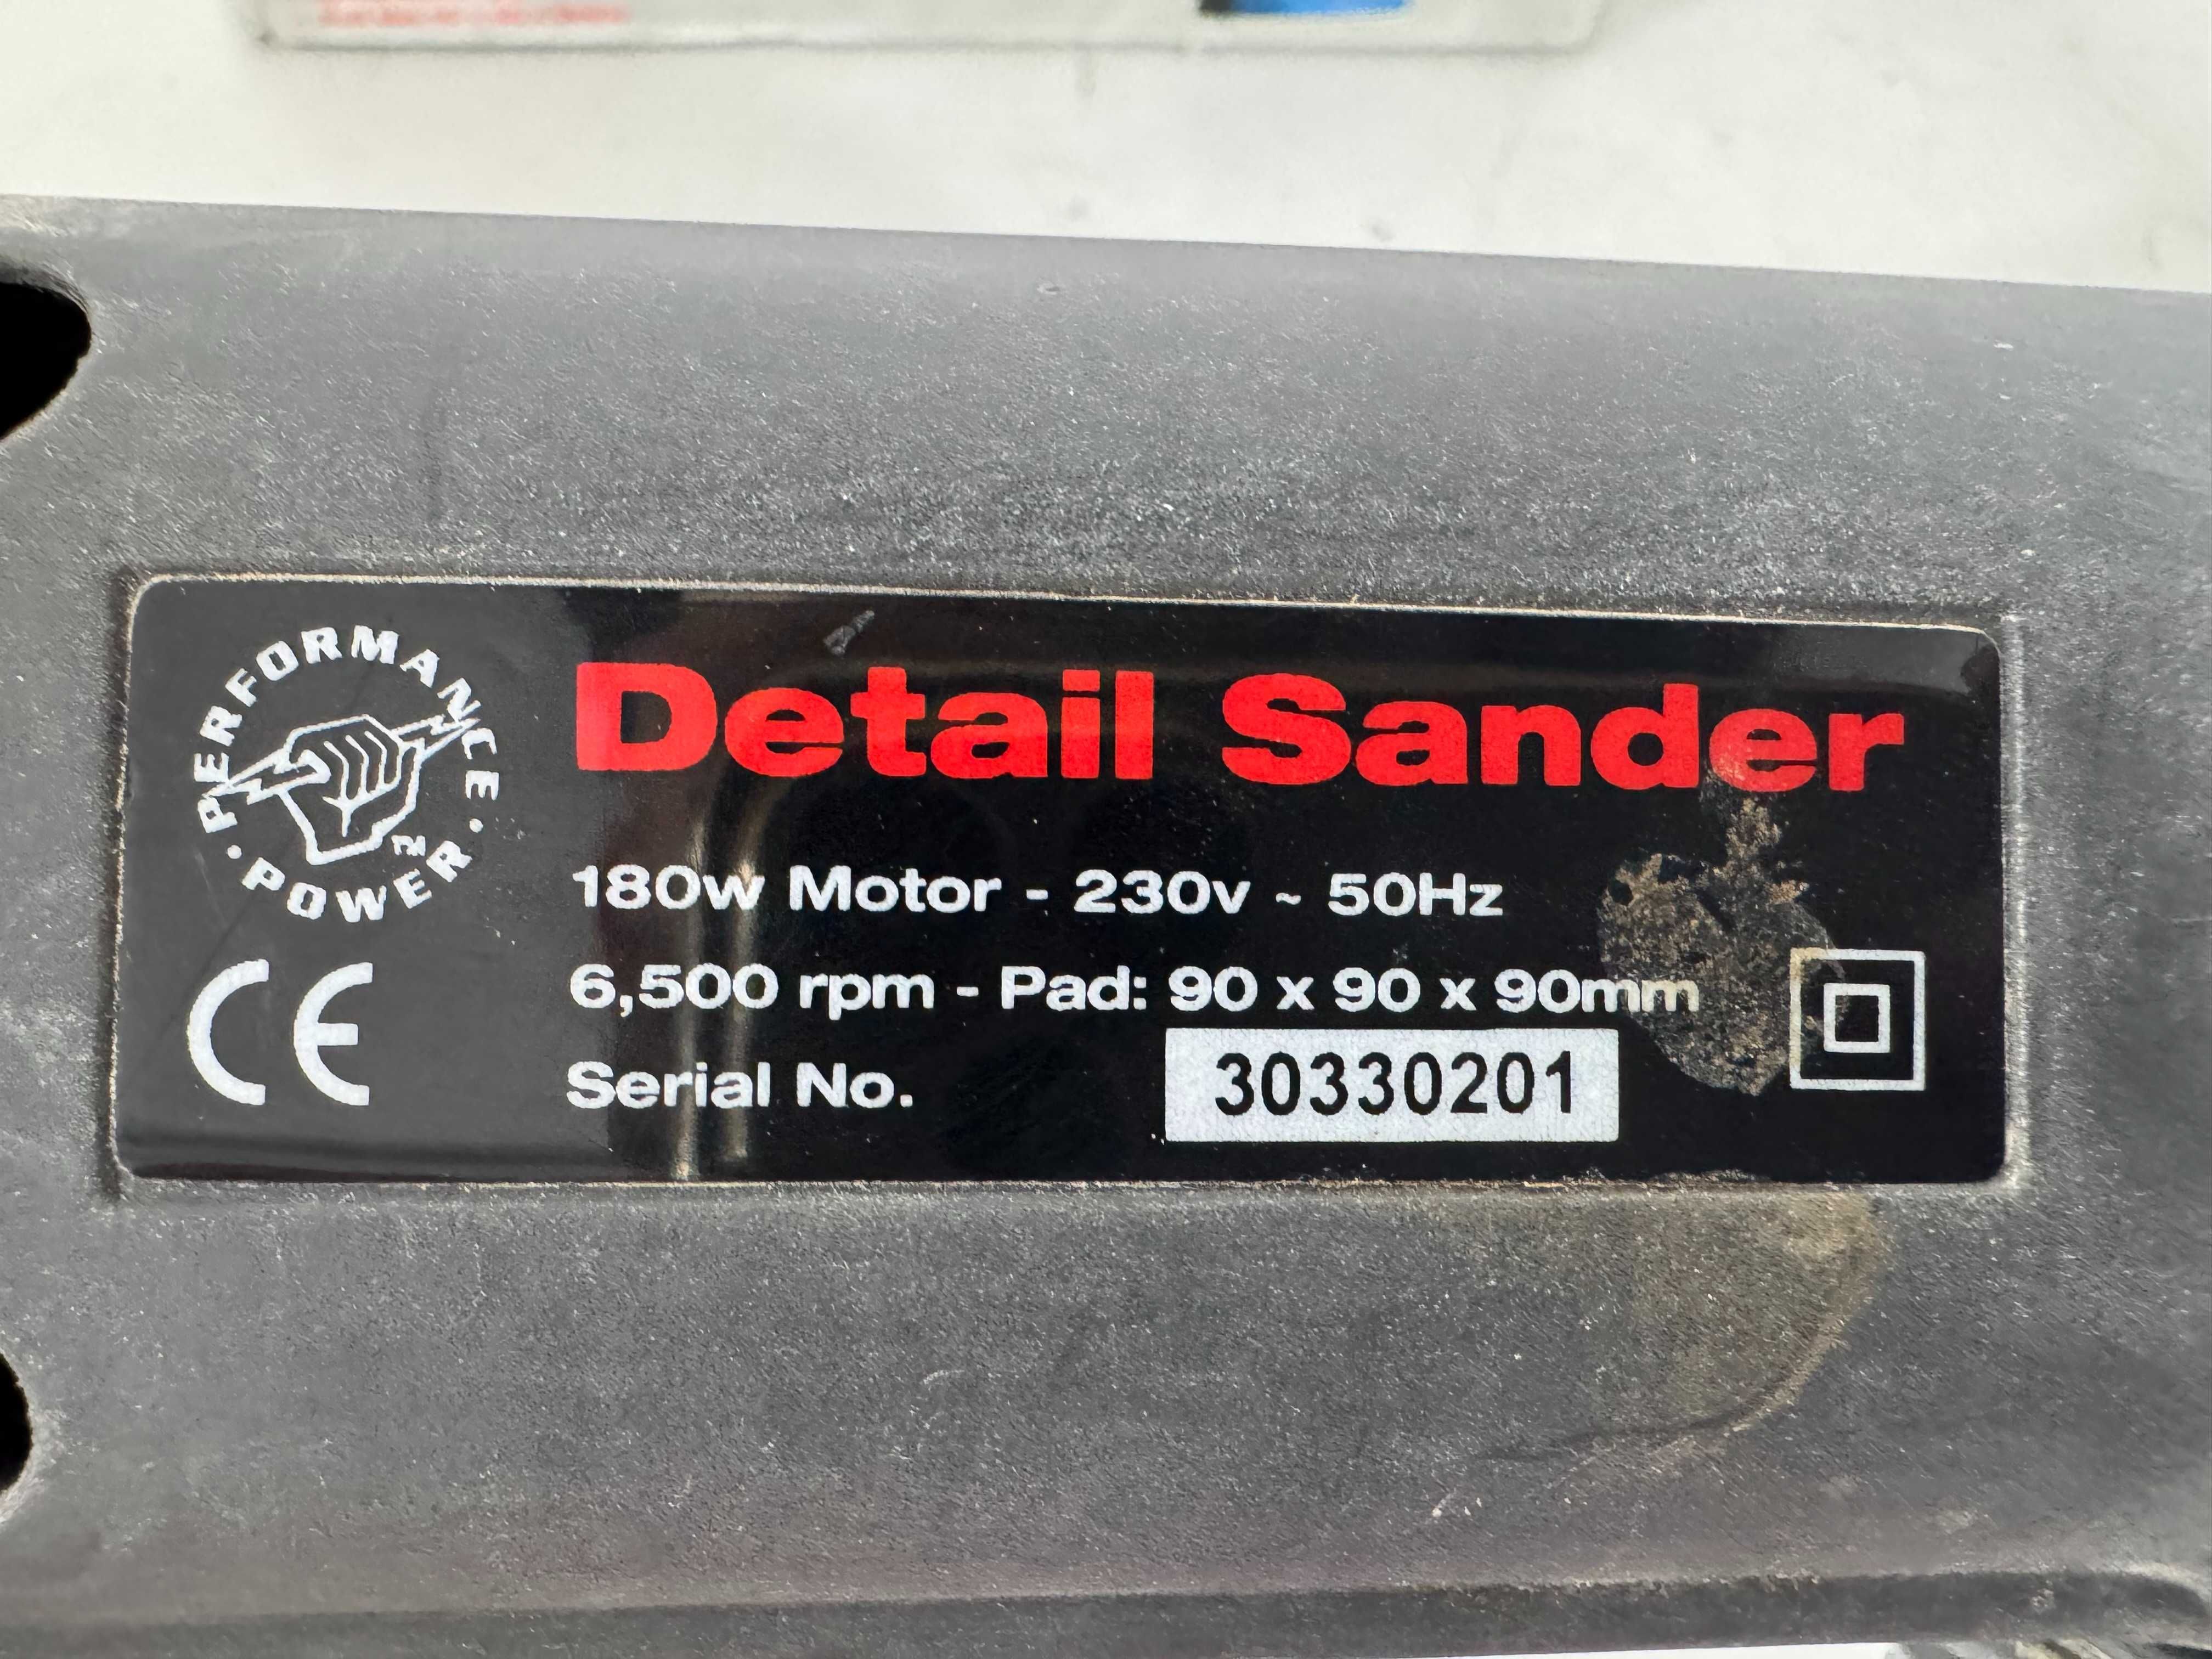 PERFORMANCE
· POWER ·
CE
Detail Sander
180w Motor - 230v ~ 50Hz
6,500 rpm - Pad: 90 x 90 x 90mm
Serial No. 30330201